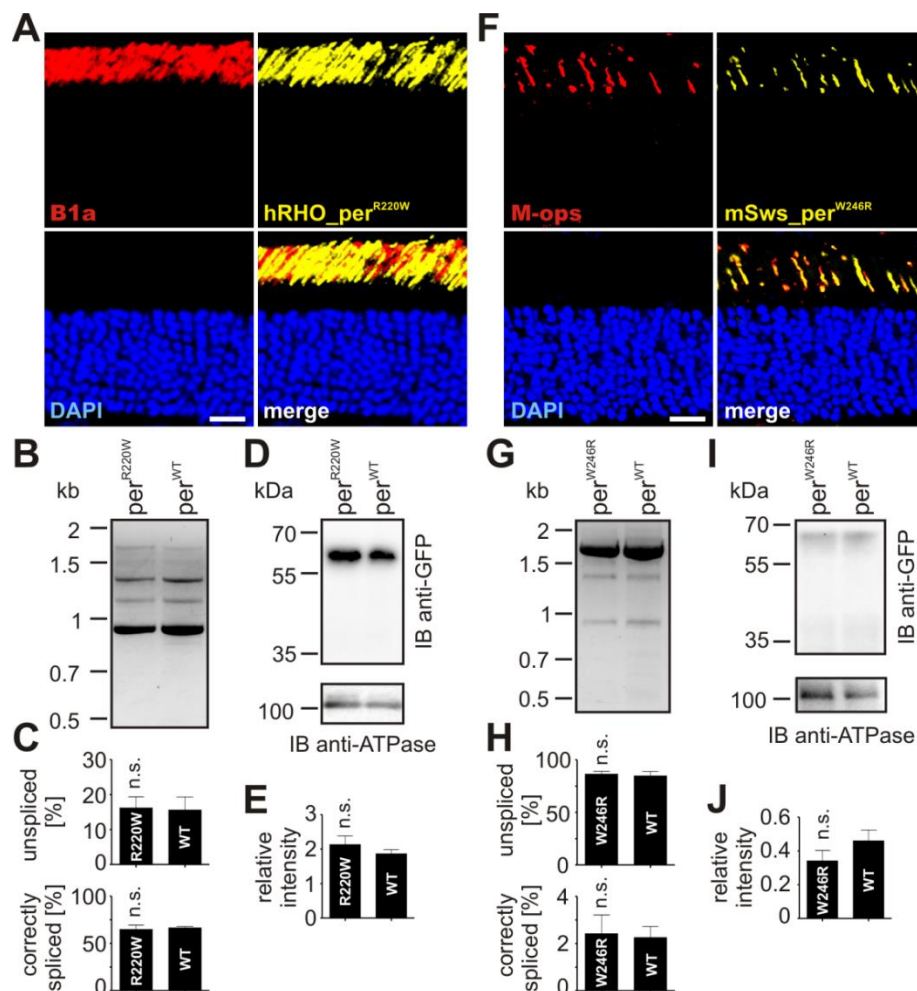 A
B1a
hRHO_per^R220W
DAPI
merge
F
M-ops
mSws_per^W246R
DAPI
merge
B
kb
per^R220W
per^WT
2
1.5
1
0.7
0.5
D
kDa
per^R220W
per^WT
70
55
35
100
IB anti-GFP
IB anti-ATPase
G
kb
per^W246R
per^WT
2
1.5
1
0.7
0.5
I
kDa
per^W246R
per^WT
70
55
35
100
IB anti-GFP
IB anti-ATPase
C
unspliced [%]
30
20
10
0
n.s.
R220W
WT
correctly spliced [%]
100
50
0
n.s.
R220W
WT
E
relative intensity
3
2
1
0
n.s.
R220W
WT
H
unspliced [%]
100
50
0
n.s.
W246R
WT
correctly spliced [%]
4
2
0
n.s.
W246R
WT
J
relative intensity
0.6
0.4
0.2
0
n.s.
W246R
WT